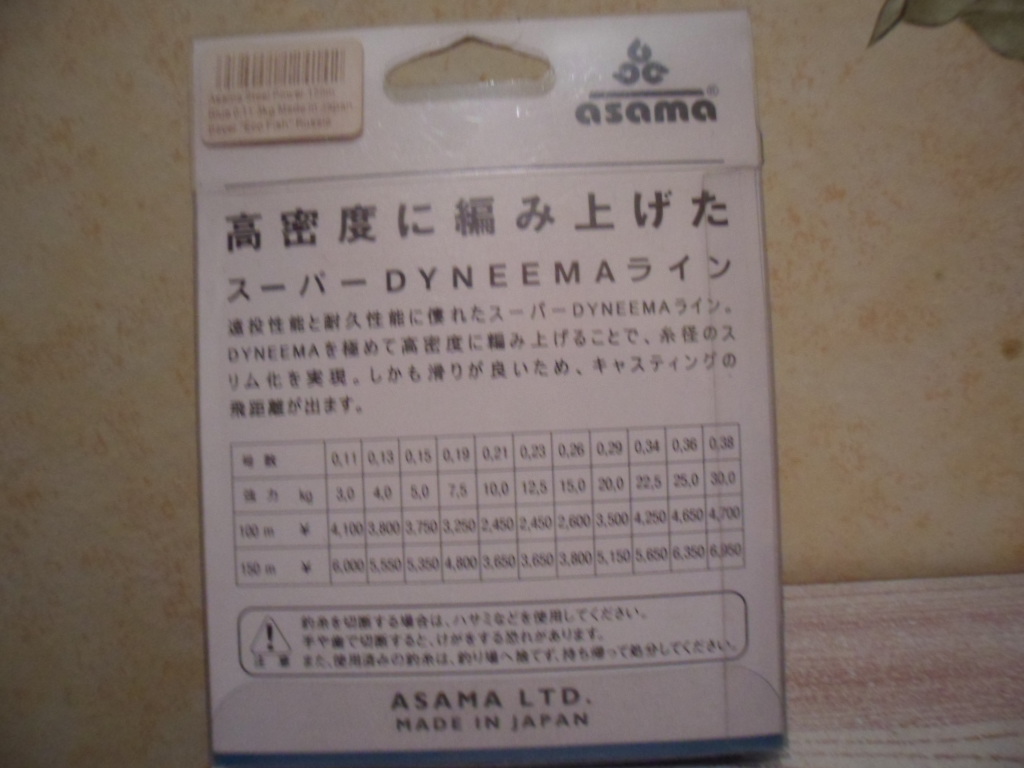 Made in Japan
"Evo Fish" Russia
asama®
高密度に編み上げた
スーパーDYNEEMAライン
遠投性能と耐久性能に優れたスーパーDYNEEMAライン。
DYNEEMAを極めて高密度に編み上げることで、糸径のス
リム化を実現。しかも滑りが良いため、キャスティングの
飛距離が出ます。
号数 0,11 0,13 0,15 0,19 0,21 0,23 0,26 0,29 0,34 0,36 0,38
強力 kg 3,0 4,0 5,0 7,5 10,0 12,5 15,0 20,0 22,5 25,0 30,0
100 m ¥ 4,100 3,800 3,750 3,250 2,450 2,450 2,600 3,500 4,250 4,650 4,700
150 m ¥ 6,000 5,550 5,350 4,800 3,650 3,650 3,800 5,150 5,650 6,350 6,950
釣糸を切断する場合は、ハサミなどを使用してください。
手や歯で切断すると、けがをする恐れがあります。
注意 また、使用済みの釣糸は、釣り場へ捨てず、持ち帰って処分してください。
ASAMA LTD.
MADE IN JAPAN